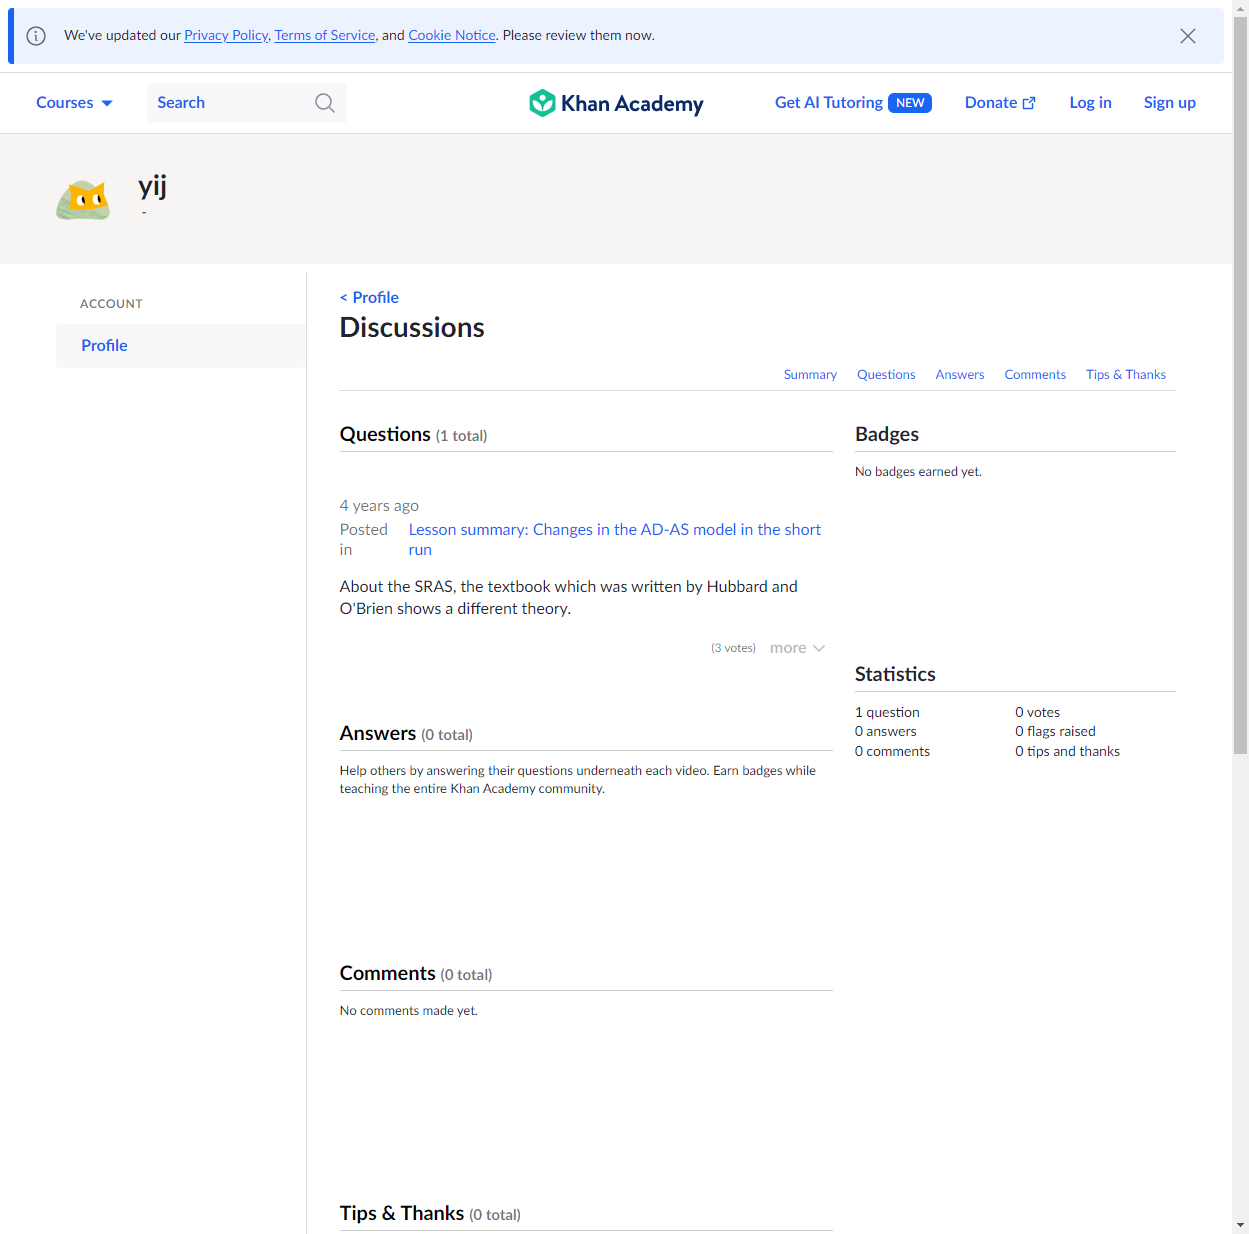 We've updated our Privacy Policy, Terms of Service, and Cookie Notice. Please review them now.
Courses
Search
Khan Academy
Get AI Tutoring NEW
Donate
Log in
Sign up
yij
-
ACCOUNT
Profile
< Profile
Discussions
Summary Questions Answers Comments Tips & Thanks
Questions (1 total)
4 years ago
Posted in Lesson summary: Changes in the AD-AS model in the short run
About the SRAS, the textbook which was written by Hubbard and
O'Brien shows a different theory.
(3 votes) more
Answers (0 total)
Help others by answering their questions underneath each video. Earn badges while
teaching the entire Khan Academy community.
Comments (0 total)
No comments made yet.
Tips & Thanks (0 total)
Badges
No badges earned yet.
Statistics
1 question
0 answers
0 comments
0 votes
0 flags raised
0 tips and thanks